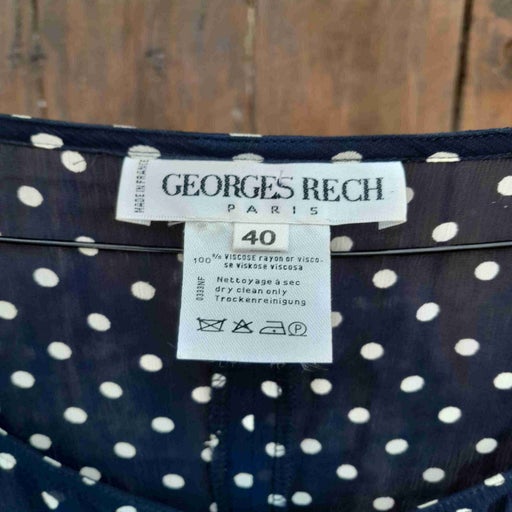 MADE IN FRANCE
GEORGES RECH
PARIS
40
100% VISCOSE rayon or visco-
se viskose viscosa
0333NF
Nettoyage à sec
dry clean only
Trockenreinigung
P